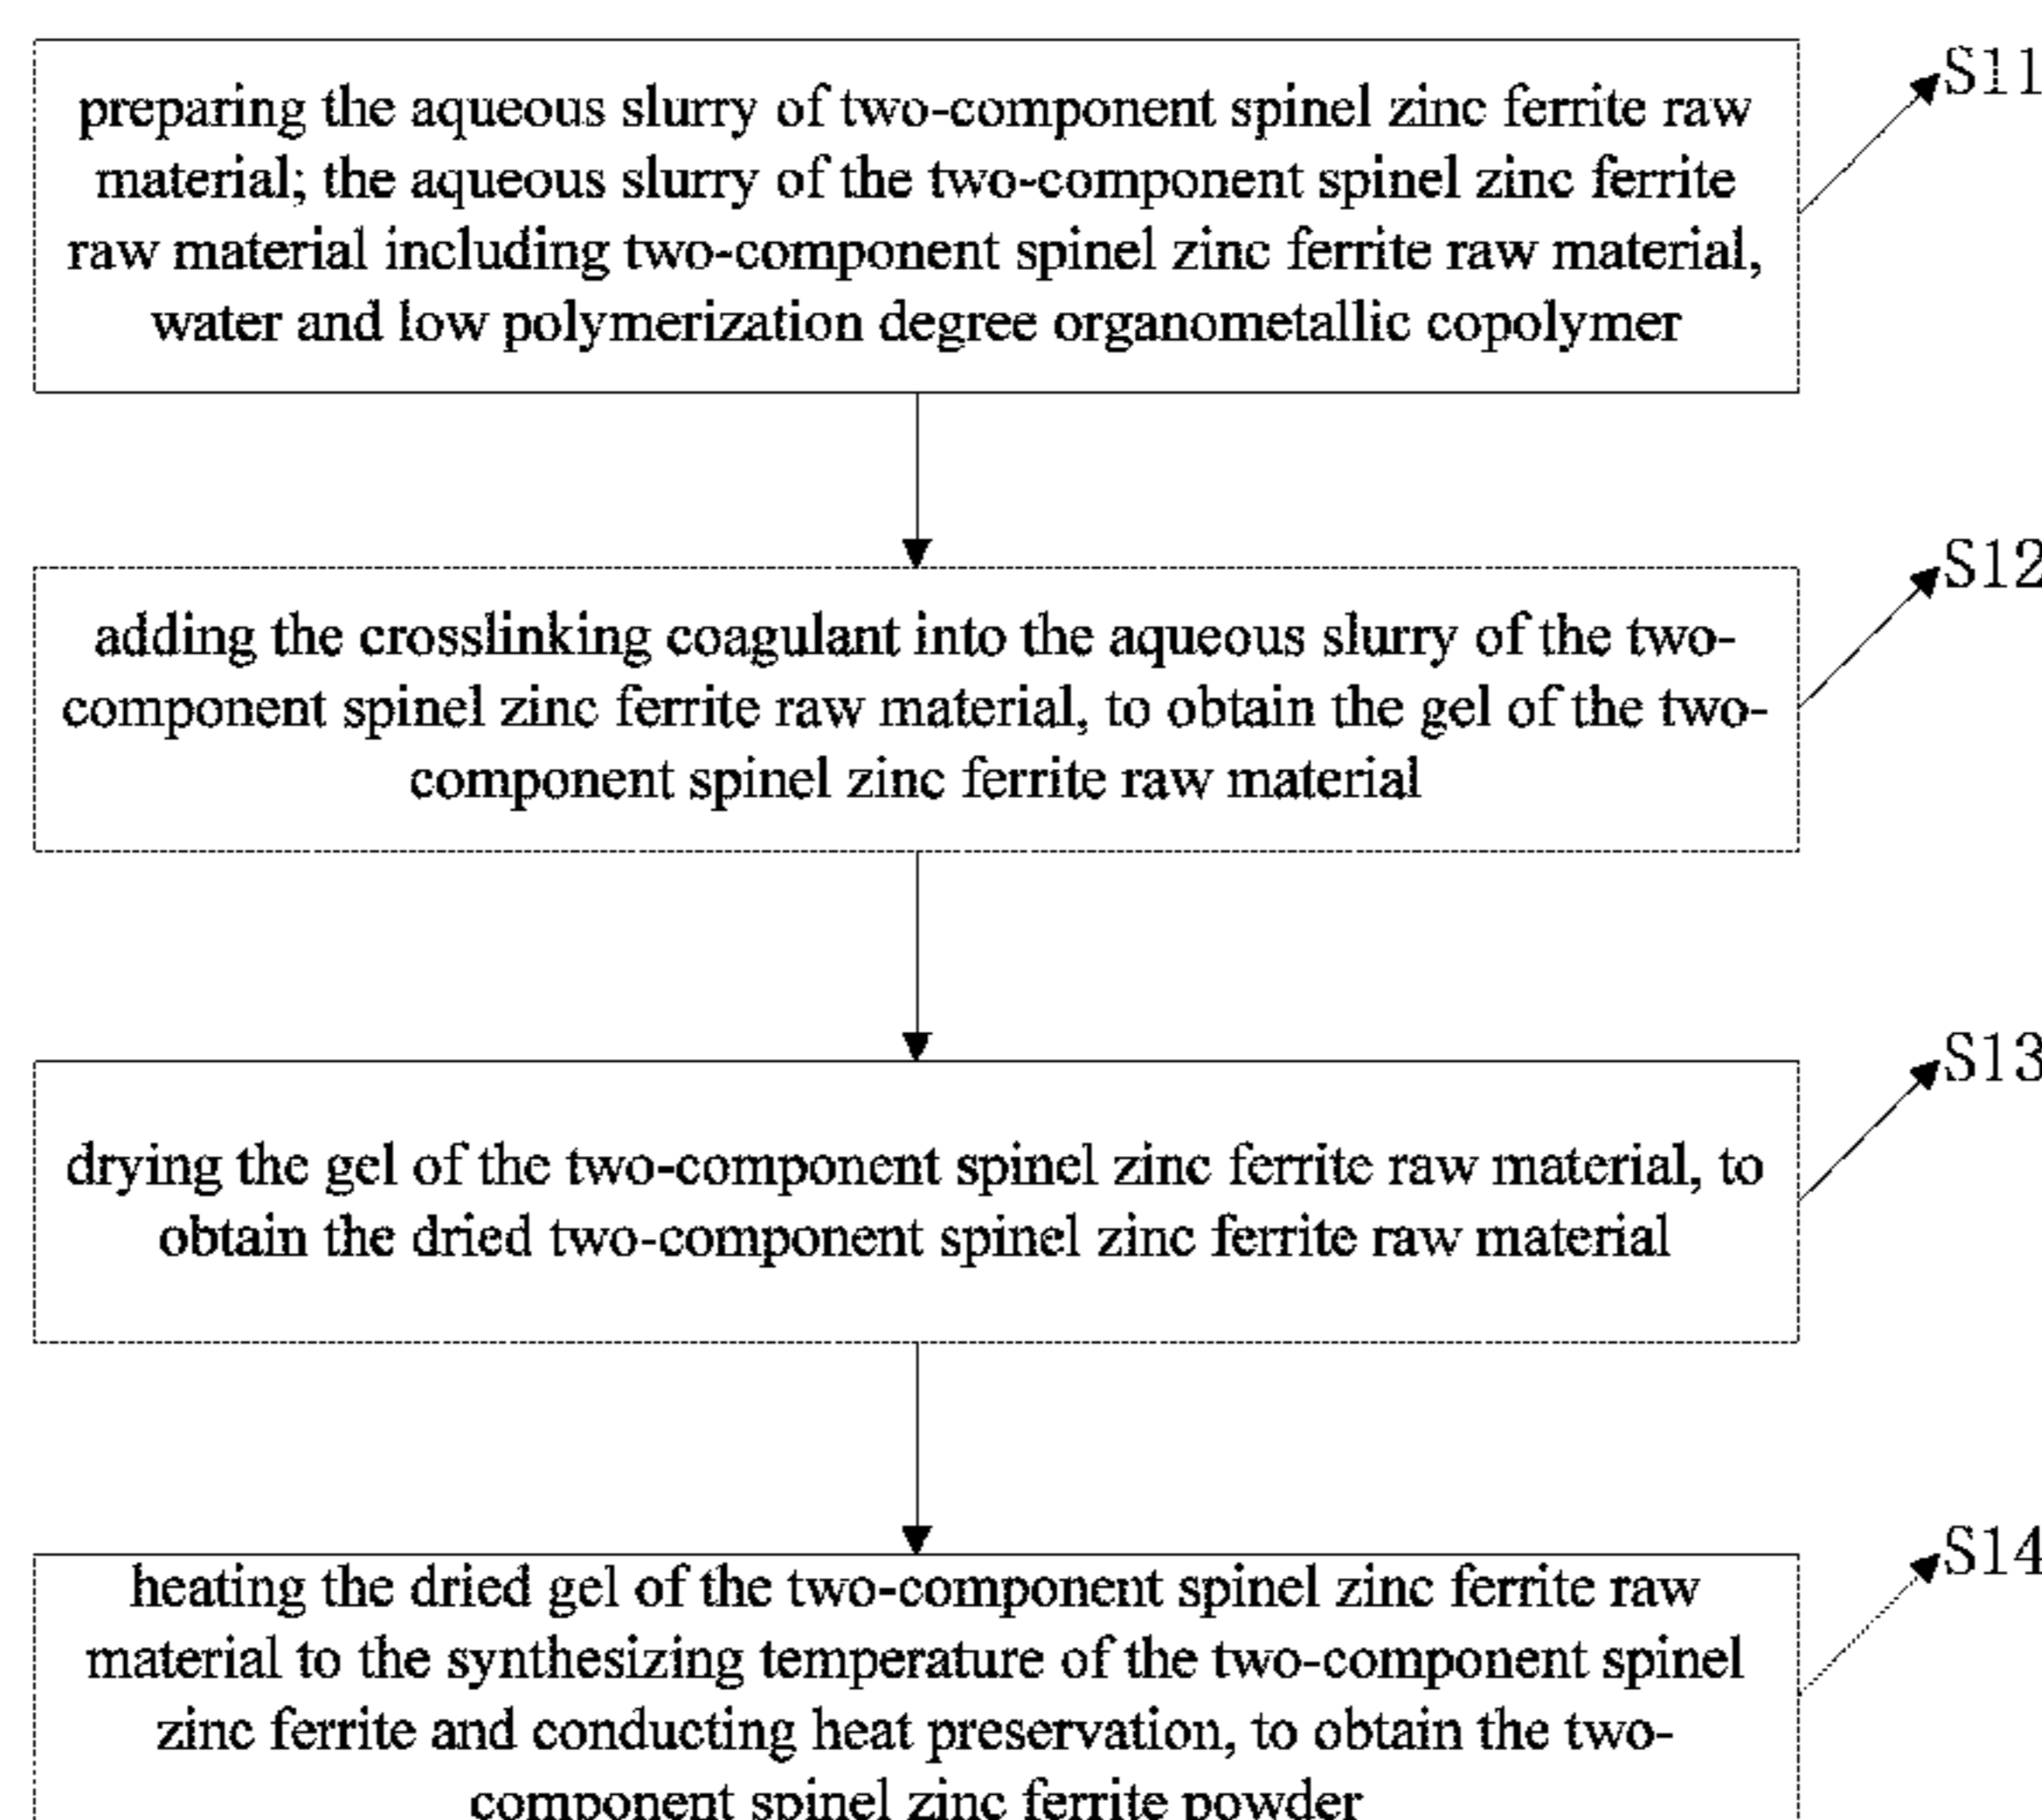 preparing the aqueous slurry of two-component spinel zinc ferrite raw
material; the aqueous slurry of the two-component spinel zinc ferrite
raw material including two-component spinel zinc ferrite raw material,
water and low polymerization degree organometallic copolymer
S11
adding the crosslinking coagulant into the aqueous slurry of the two-
component spinel zinc ferrite raw material, to obtain the gel of the two-
component spinel zinc ferrite raw material
S12
drying the gel of the two-component spinel zinc ferrite raw material, to
obtain the dried two-component spinel zinc ferrite raw material
S13
heating the dried gel of the two-component spinel zinc ferrite raw
material to the synthesizing temperature of the two-component spinel
zinc ferrite and conducting heat preservation, to obtain the two-
component spinel zinc ferrite powder
S14